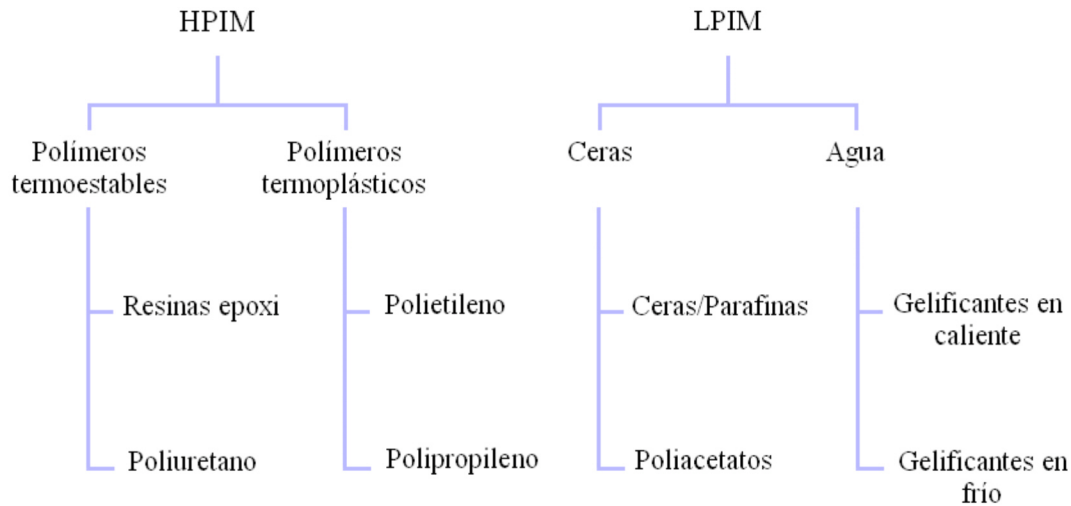 HPIM
LPIM
Polímeros
termoestables
Polímeros
termoplásticos
Ceras
Agua
Resinas epoxi
Polietileno
Ceras/Parafinas
Gelificantes en
caliente
Poliuretano
Polipropileno
Poliacetatos
Gelificantes en
frío